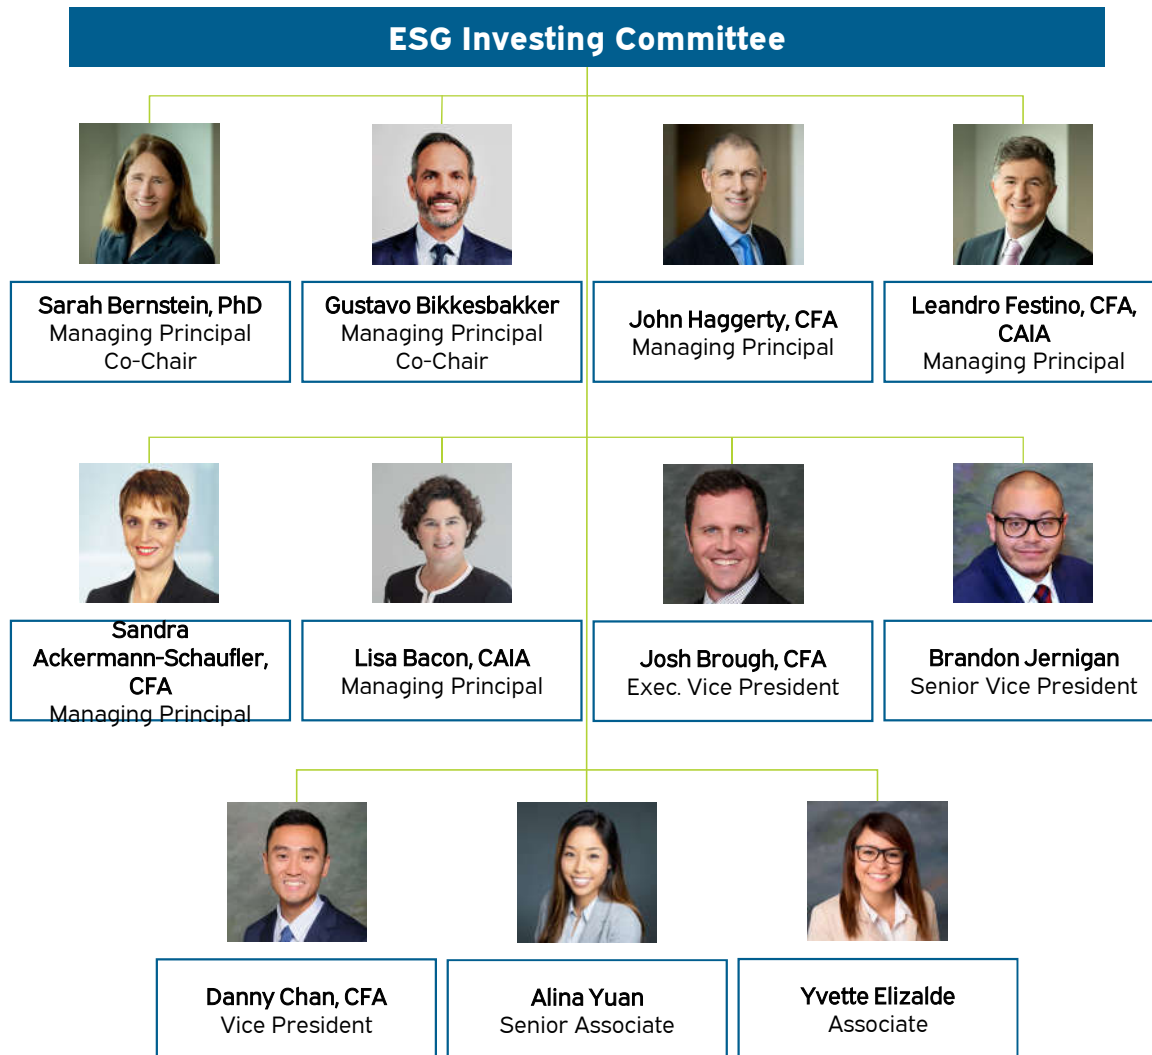 ESG Investing Committee
Sarah Bernstein, PhD
Managing Principal
Co-Chair
Gustavo Bikkesbakker
Managing Principal
Co-Chair
John Haggerty, CFA
Managing Principal
Leandro Festino, CFA,
CAIA
Managing Principal
Sandra
Ackermann-Schaufler,
CFA
Managing Principal
Lisa Bacon, CAIA
Managing Principal
Josh Brough, CFA
Exec. Vice President
Brandon Jernigan
Senior Vice President
Danny Chan, CFA
Vice President
Alina Yuan
Senior Associate
Yvette Elizalde
Associate